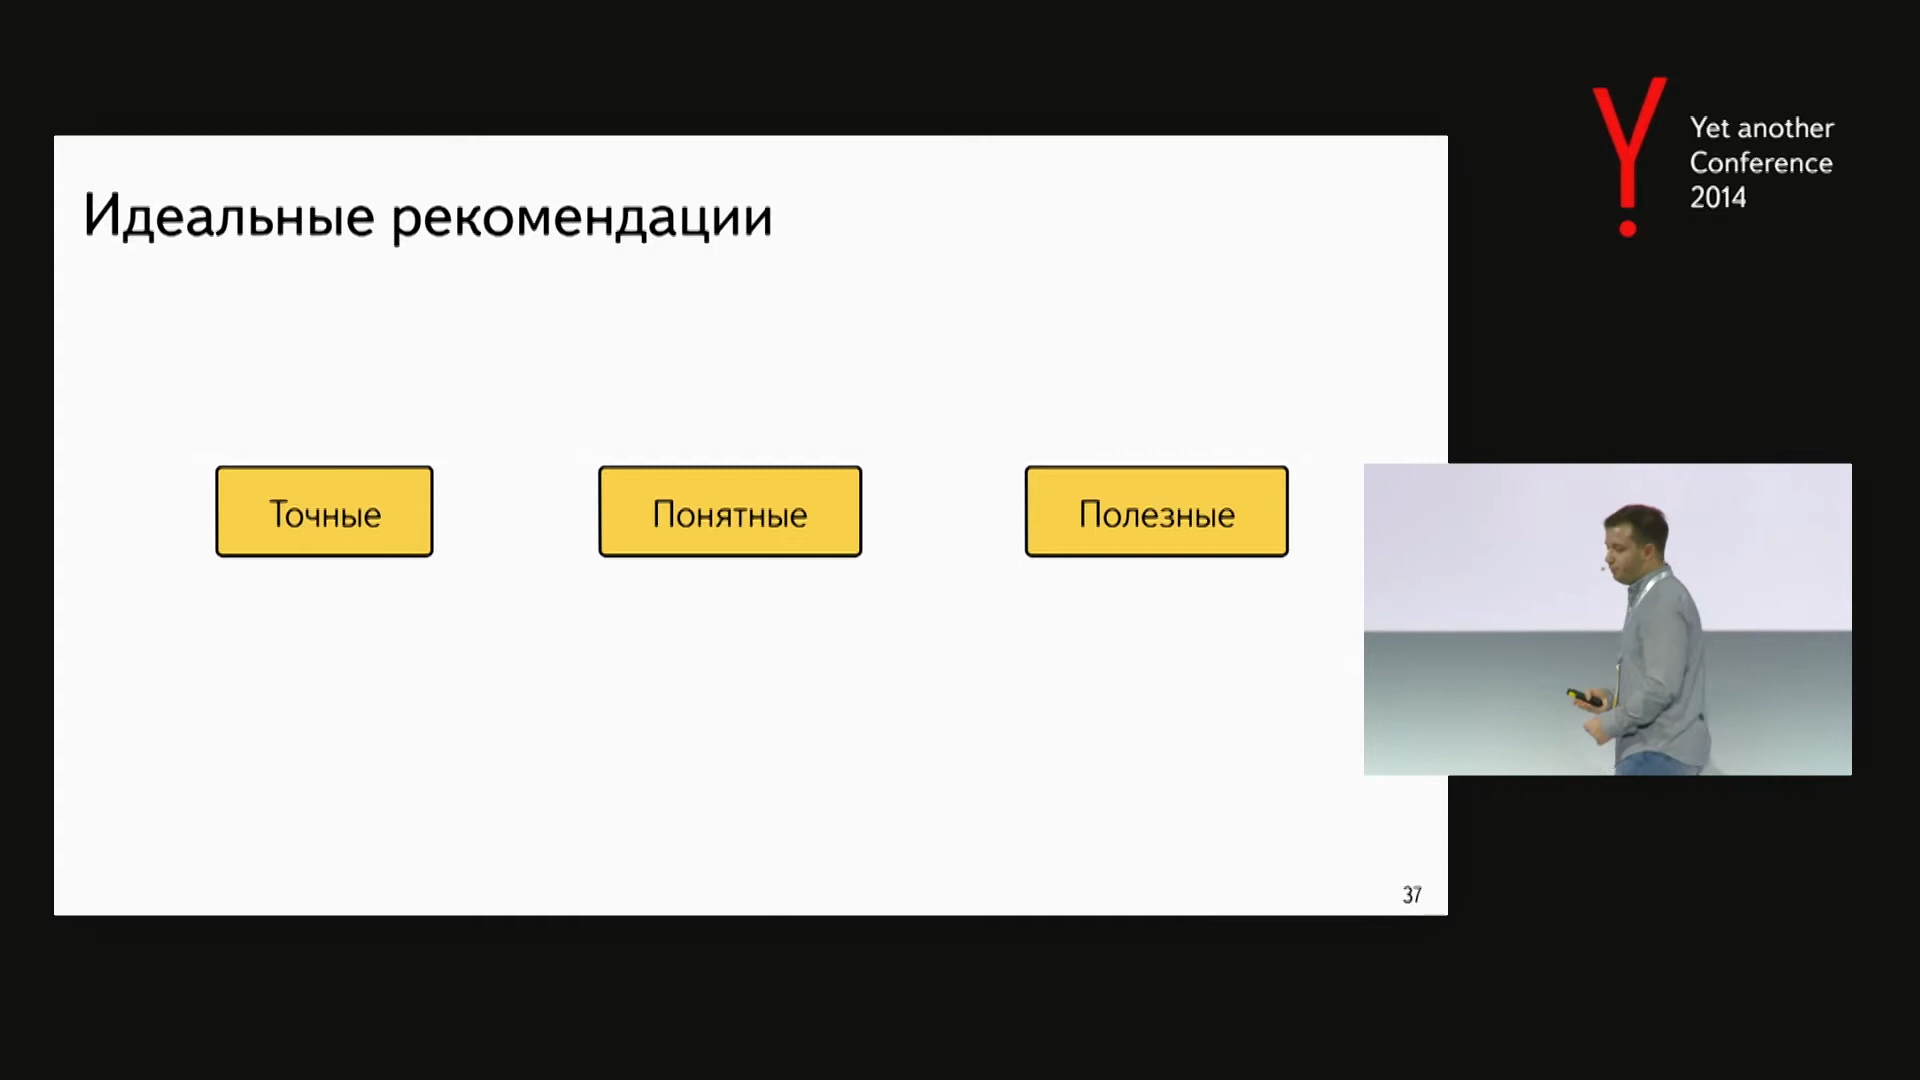 Идеальные рекомендации
Точные
Понятные
Полезные
37
Yet another
Conference
2014